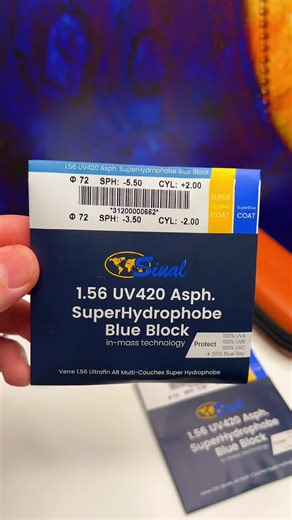 1.56 UV420 Asph. SuperHydrophobe Blue Block
Φ 72 SPH: -5.50 CYL: +2.00
*31200000662*
Φ 72 SPH: -3.50 CYL: -2.00
SUPER
COAT
SuperBlue
COAT
Sinal
1.56 UV420 Asph.
SuperHydrophobe
Blue Block
in-mass technology
Protect
100% UVA
100% UVB
100% UVC
Verre 1.56 Ultrafin AR Multi-Couches Super Hydrophobe
Sinal
1.56 UV420 Asph.
SuperHydrophobe
Blue Block
in-mass technology